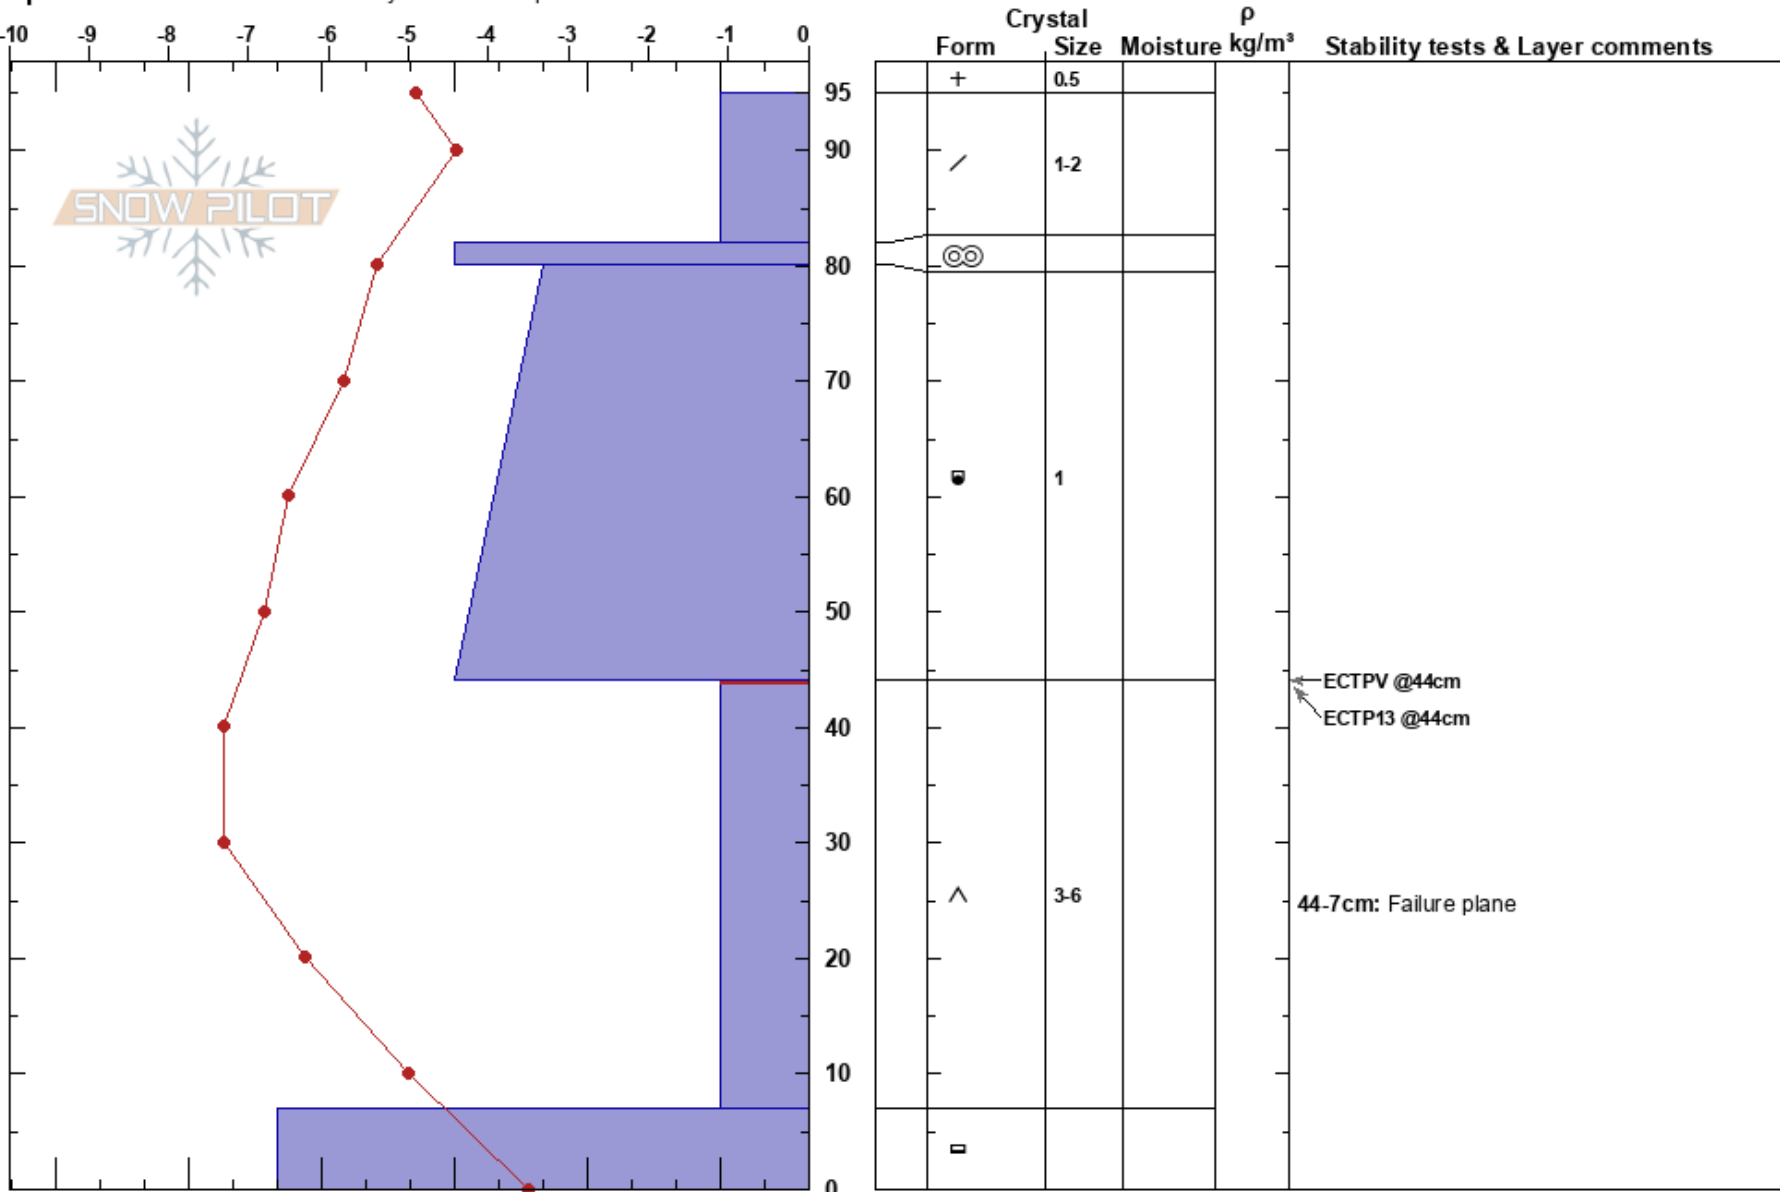 -10 -9 -8 -7 -6 -5 -4 -3 -2 -1 0
Crystal
ρ
Form Size Moisture kg/m³ Stability tests & Layer comments
+ 0.5
95
90
1-2
SNOW PILOT
80
70
1
60
50
ECTPV @44cm
ECTP13 @44cm
40
30
3-6
44-7cm: Failure plane
20
10
0